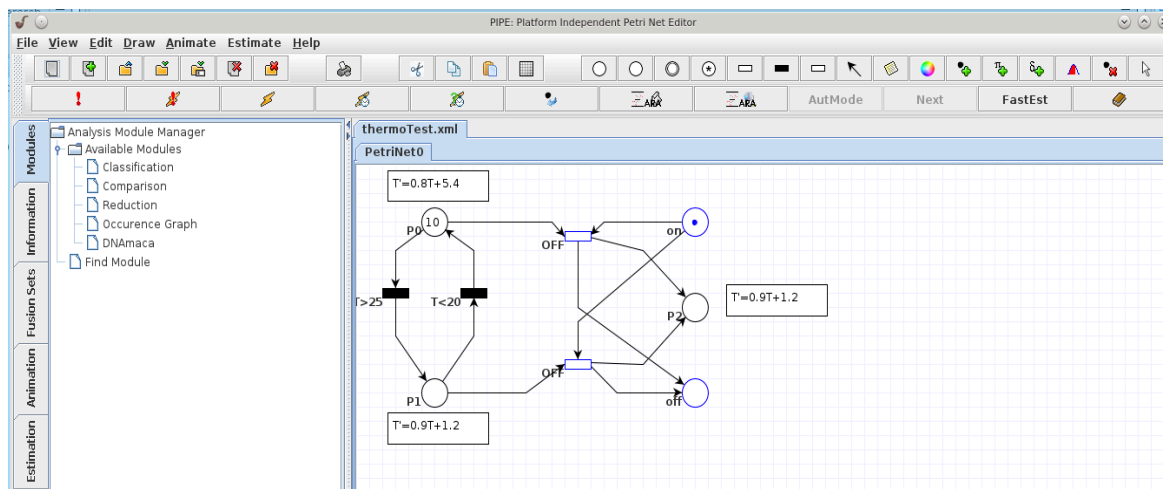 PIPE: Platform Independent Petri Net Editor
File View Edit Draw Animate Estimate Help
ARA ARA AutMode Next FastEst
Modules
Information
Fusion Sets
Animation
Estimation
Analysis Module Manager
Available Modules
Classification
Comparison
Reduction
Occurence Graph
DNAmaca
Find Module
thermoTest.xml
PetriNet0
T'=0.8T+5.4
P0 10
OFF
on
T>25
T<20
P2
T'=0.9T+1.2
OFF
P1
off
T'=0.9T+1.2